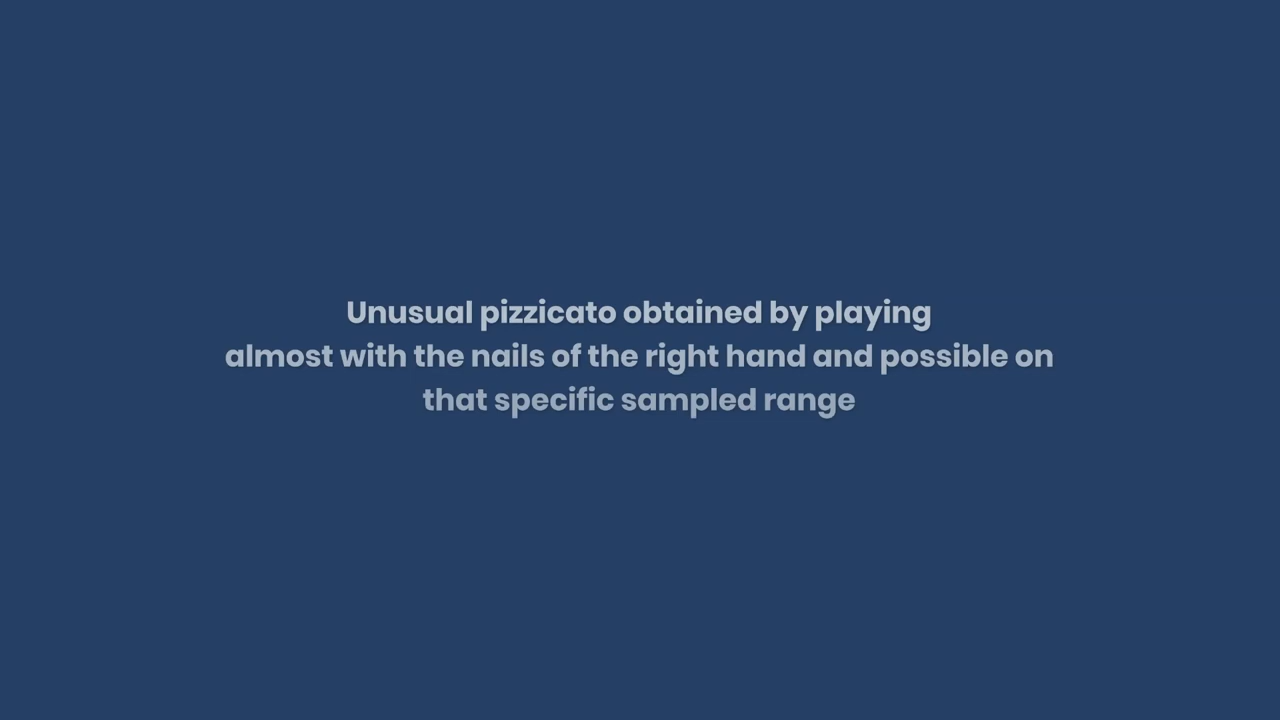 Unusual pizzicato obtained by playing
almost with the nails of the right hand and possible on
that specific sampled range